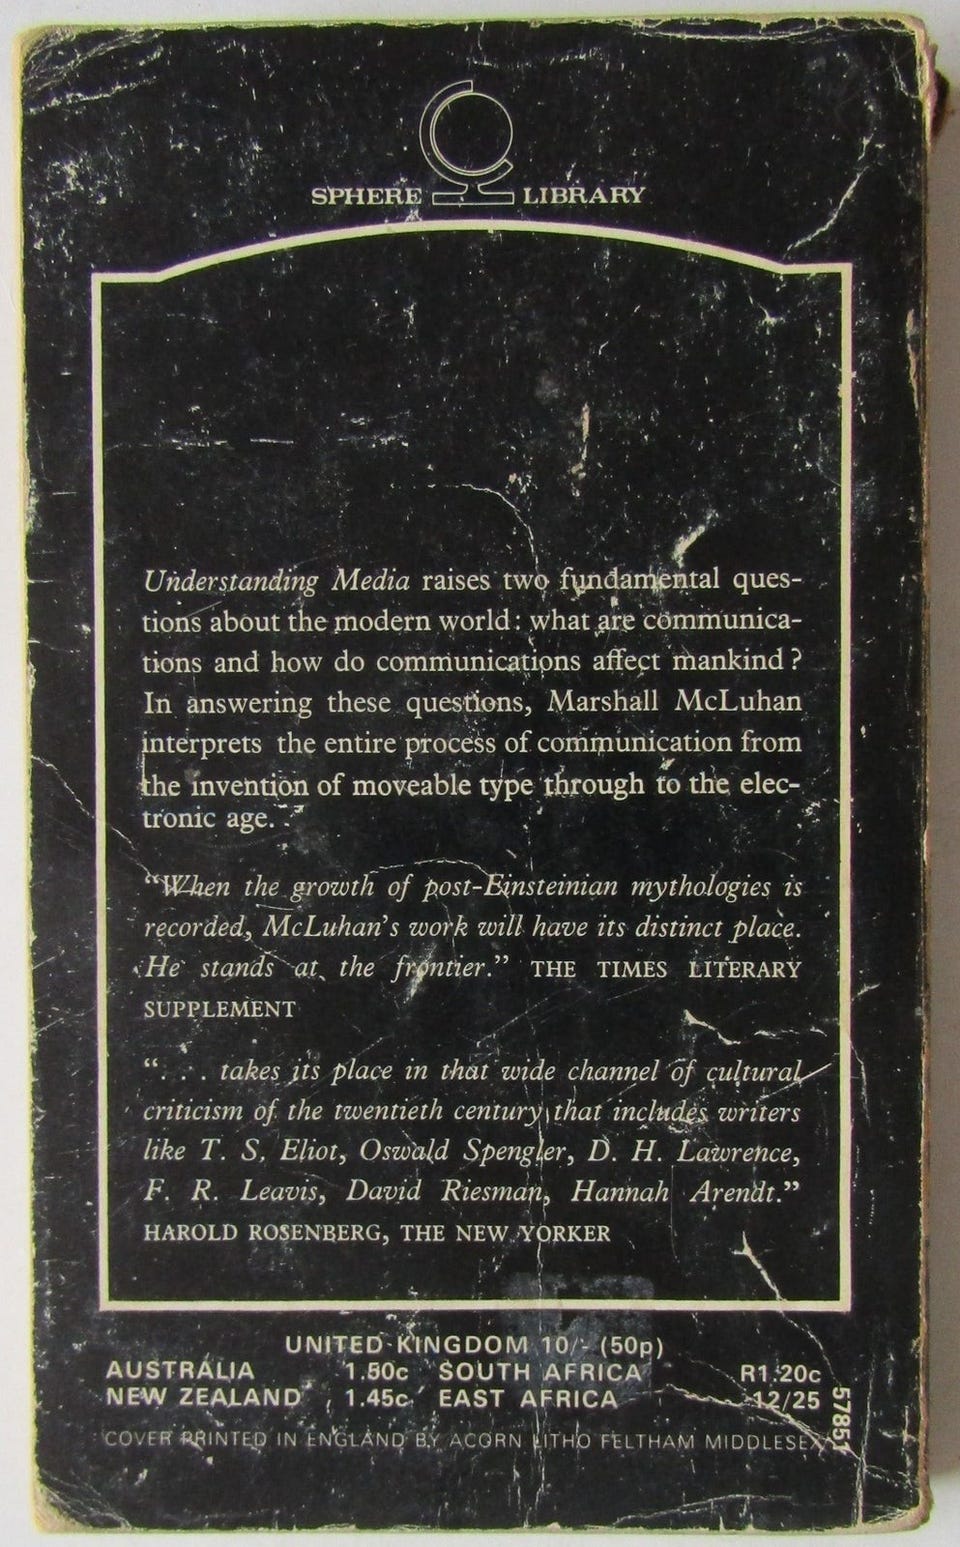 SPHERE LIBRARY
Understanding Media raises two fundamental ques-
tions about the modern world: what are communica-
tions and how do communications affect mankind?
In answering these questions, Marshall McLuhan
interprets the entire process of communication from
the invention of moveable type through to the elec-
tronic age.
“When the growth of post-Einsteinian mythologies is
recorded, McLuhan’s work will have its distinct place.
He stands at the frontier.” THE TIMES LITERARY
SUPPLEMENT
“. . . takes its place in that wide channel of cultural
criticism of the twentieth century that includes writers
like T. S. Eliot, Oswald Spengler, D. H. Lawrence,
F. R. Leavis, David Riesman, Hannah Arendt.”
HAROLD ROSENBERG, THE NEW YORKER
UNITED KINGDOM 10/- (50p)
AUSTRALIA 1.50c SOUTH AFRICA R1.20c
NEW ZEALAND 1.45c EAST AFRICA 12/25
57851
COVER PRINTED IN ENGLAND BY ACORN LITHO FELTHAM MIDDLESEX